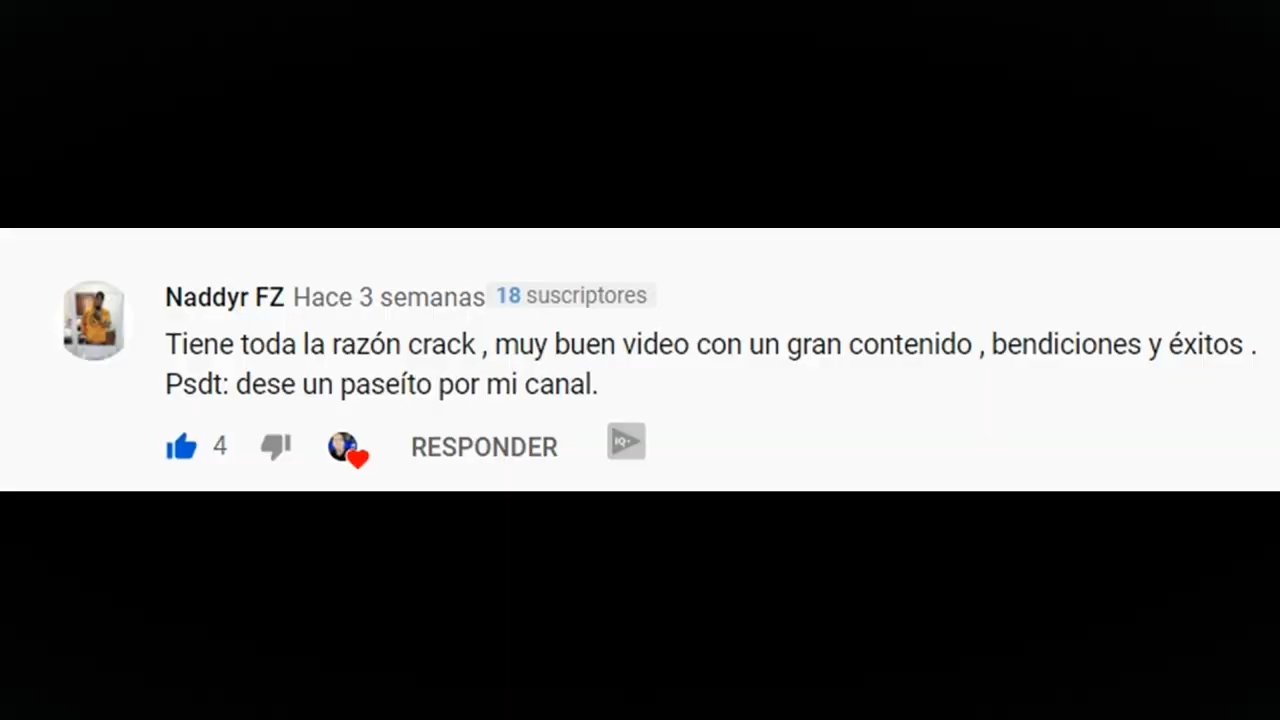 Naddyr FZ Hace 3 semanas 18 suscriptores
Tiene toda la razón crack , muy buen video con un gran contenido , bendiciones y éxitos .
Psdt: dese un paseíto por mi canal.
4 RESPONDER IQ+